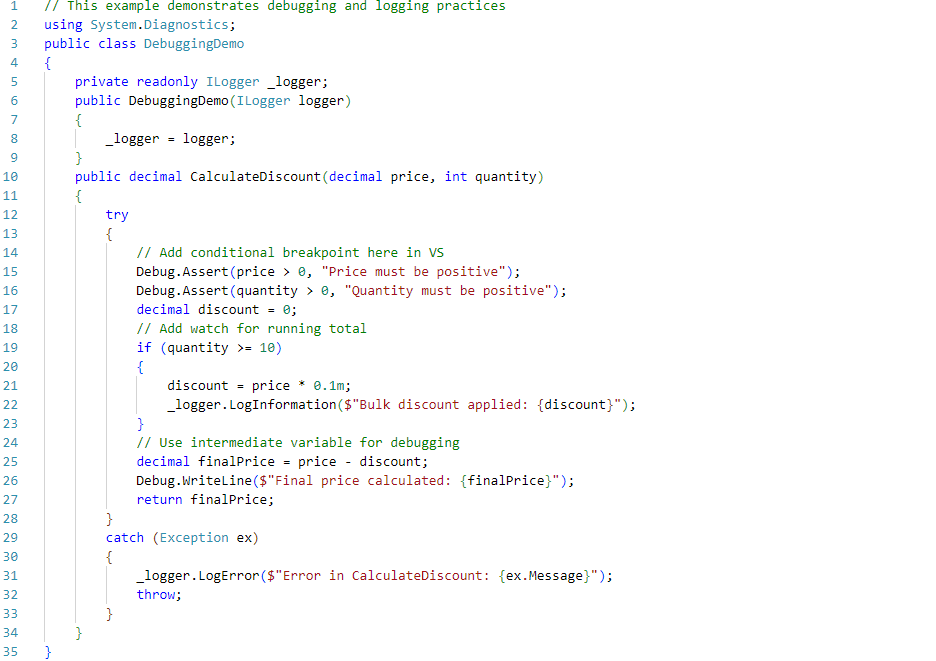 1 // This example demonstrates debugging and logging practices
2 using System.Diagnostics;
3 public class DebuggingDemo
4 {
5     private readonly ILogger _logger;
6     public DebuggingDemo(ILogger logger)
7     {
8         _logger = logger;
9     }
10     public decimal CalculateDiscount(decimal price, int quantity)
11     {
12         try
13         {
14             // Add conditional breakpoint here in VS
15             Debug.Assert(price > 0, "Price must be positive");
16             Debug.Assert(quantity > 0, "Quantity must be positive");
17             decimal discount = 0;
18             // Add watch for running total
19             if (quantity >= 10)
20             {
21                 discount = price * 0.1m;
22                 _logger.LogInformation($"Bulk discount applied: {discount}");
23             }
24             // Use intermediate variable for debugging
25             decimal finalPrice = price - discount;
26             Debug.WriteLine($"Final price calculated: {finalPrice}");
27             return finalPrice;
28         }
29         catch (Exception ex)
30         {
31             _logger.LogError($"Error in CalculateDiscount: {ex.Message}");
32             throw;
33         }
34     }
35 }